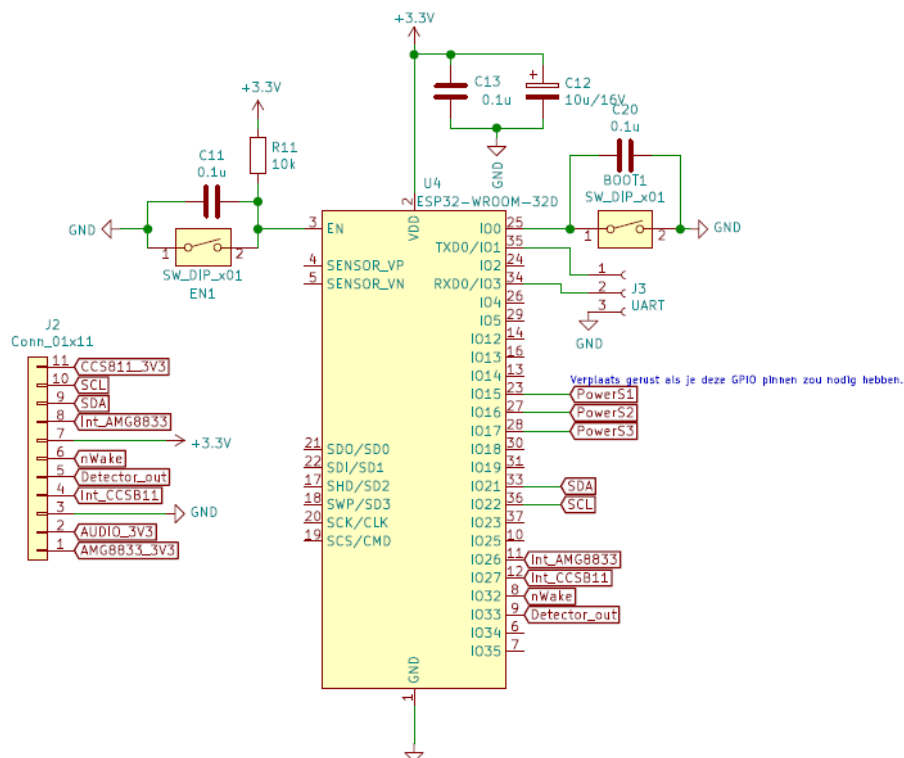 +3.3V
C13
0.1u
+
C12
10u/16V
GND
C20
0.1u
BOOT1
SW_DIP_x01
1
2
GND
+3.3V
R11
10k
C11
0.1u
GND
1
2
SW_DIP_x01
EN1
U4
ESP32-WROOM-32D
2
VDD
3
EN
4
SENSOR_VP
5
SENSOR_VN
21
SDO/SD0
22
SDI/SD1
17
SHD/SD2
18
SWP/SD3
20
SCK/CLK
19
SCS/CMD
IO0
25
TXD0/IO1
35
IO2
24
RXD0/IO3
34
IO4
26
IO5
29
IO12
14
IO13
16
IO14
13
IO15
23
PowerS1
IO16
27
PowerS2
IO17
28
PowerS3
IO18
30
IO19
31
IO21
33
SDA
IO22
36
SCL
IO23
37
IO25
10
IO26
11
Int_AMG8833
IO27
12
Int_CCSB11
IO32
8
nWake
IO33
9
Detector_out
IO34
6
IO35
7
GND
1
1
2
3
J3
UART
GND
Verplaats gerust als je deze GPIO pinnen zou nodig hebben.
J2
Conn_01x11
11
CCS811_3V3
10
SCL
9
SDA
8
Int_AMG8833
7
+3.3V
6
nWake
5
Detector_out
4
Int_CCSB11
3
GND
2
AUDIO_3V3
1
AMG8833_3V3